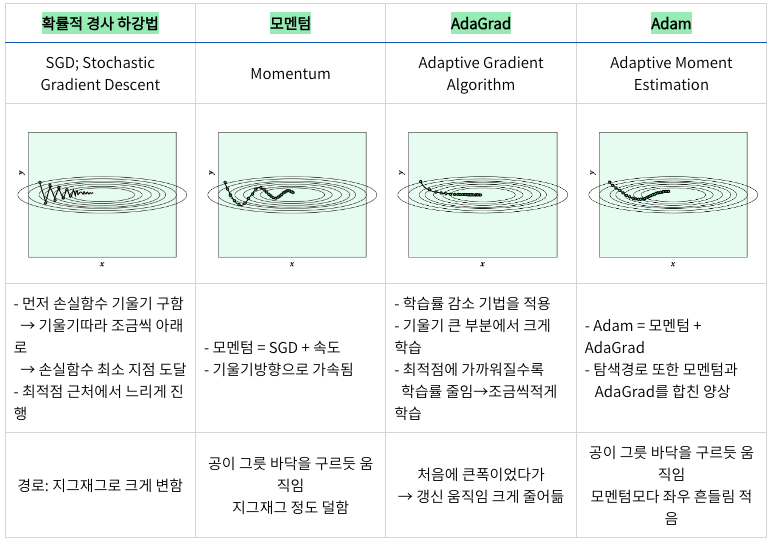 확률적 경사 하강법
모멘텀
AdaGrad
Adam
SGD; Stochastic
Gradient Descent
Momentum
Adaptive Gradient
Algorithm
Adaptive Moment
Estimation
y
x
y
x
y
x
y
x
- 먼저 손실함수 기울기 구함
→ 기울기따라 조금씩 아래
로
→ 손실함수 최소 지점 도달
- 최적점 근처에서 느리게 진
행
- 모멘텀 = SGD + 속도
- 기울기방향으로 가속됨
- 학습률 감소 기법을 적용
- 기울기 큰 부분에서 크게
학습
- 최적점에 가까워질수록
학습률 줄임→조금씩적게
학습
- Adam = 모멘텀 +
AdaGrad
- 탐색경로 또한 모멘텀과
AdaGrad를 합친 양상
경로: 지그재그로 크게 변함
공이 그릇 바닥을 구르듯 움
직임
지그재그 정도 덜함
처음에 큰폭이었다가
→ 갱신 움직임 크게 줄어듦
공이 그릇 바닥을 구르듯 움
직임
모멘텀모다 좌우 흔들림 적
음